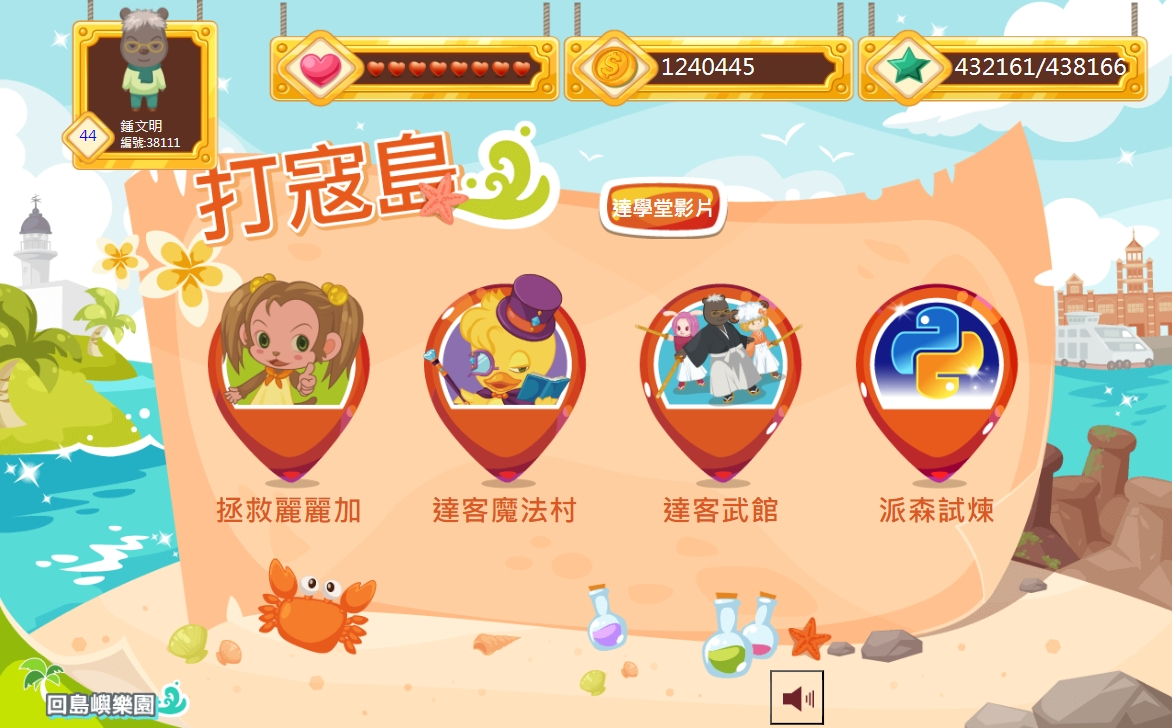 1240445
432161/438166
鍾文明
44
編號:38111
打寇島
達學堂影片
拯救麗麗加
達客魔法村
達客武館
派森試煉
回島嶼樂園